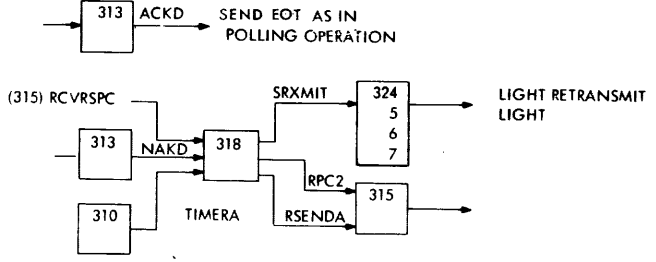 313 ACKD SEND EOT AS IN
POLLING OPERATION
(315) RCVRSPC SRXMIT 324 LIGHT RETRANSMIT
5 LIGHT
6
7
313 NAKD 318
RPC2 315
310 TIMERA RSENDA